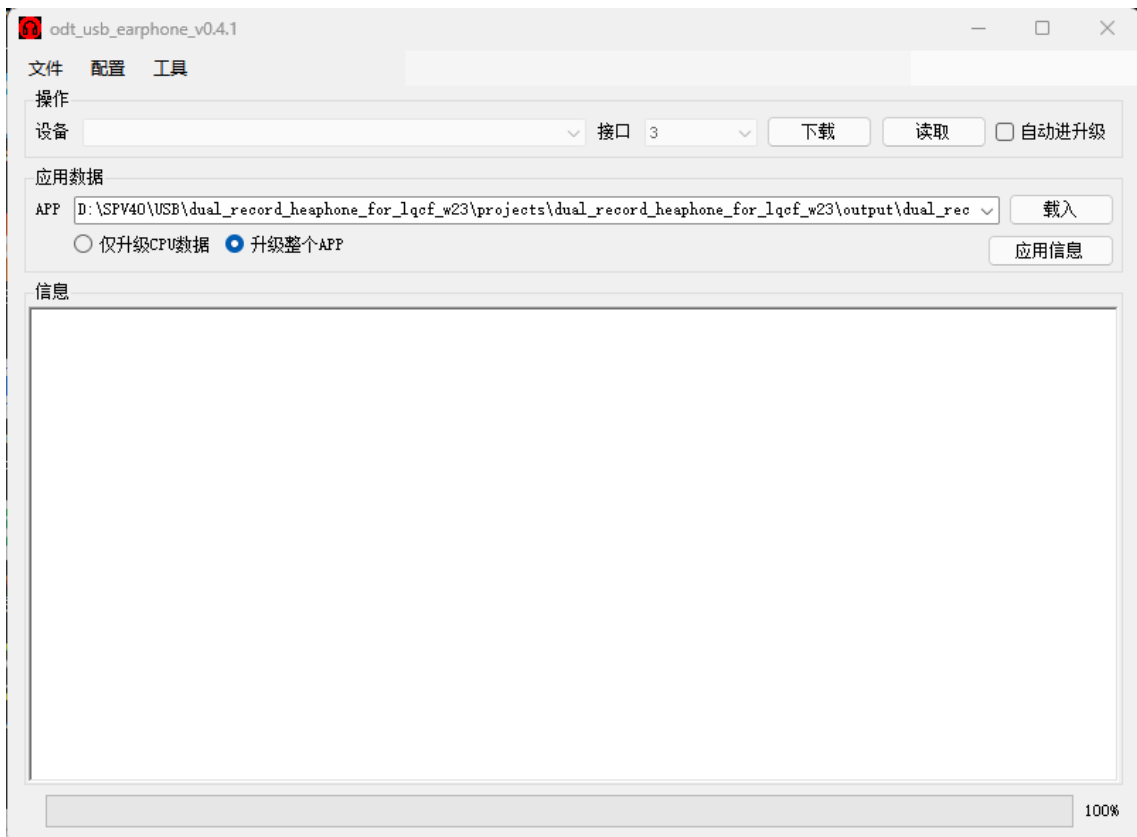 odt_usb_earphone_v0.4.1
文件 配置 工具
操作
设备 接口 3 下载 读取 自动进升级
应用数据
APP D:\SPV40\USB\dual_record_heaphone_for_lqcf_w23\projects\dual_record_heaphone_for_lqcf_w23\output\dual_rec 载入
仅升级CPU数据 升级整个APP 应用信息
信息
100%